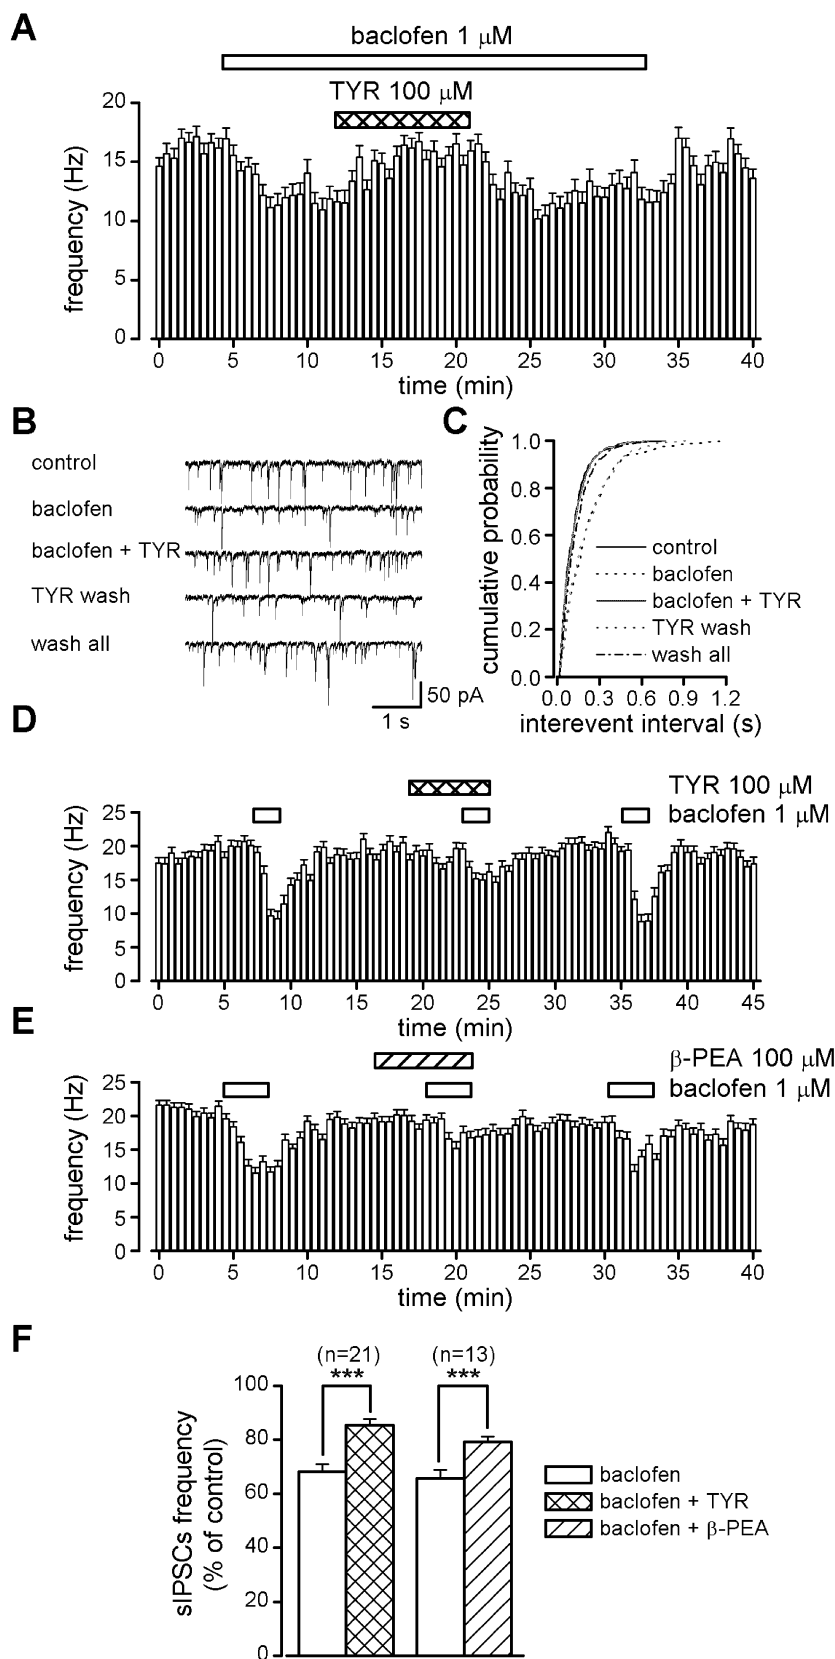 A
baclofen 1 μM
TYR 100 μM
frequency (Hz)
20
15
10
5
0
0 5 10 15 20 25 30 35 40
time (min)
B
control
baclofen
baclofen + TYR
TYR wash
wash all
50 pA
1 s
C
cumulative probability
1.0
0.8
0.6
0.4
0.2
0.0
control
baclofen
baclofen + TYR
TYR wash
wash all
0.0 0.3 0.6 0.9 1.2
interevent interval (s)
D
TYR 100 μM
baclofen 1 μM
frequency (Hz)
25
20
15
10
5
0
0 5 10 15 20 25 30 35 40 45
time (min)
E
β-PEA 100 μM
baclofen 1 μM
frequency (Hz)
25
20
15
10
5
0
0 5 10 15 20 25 30 35 40
time (min)
F
(n=21) (n=13)
*** ***
sIPSCs frequency
(% of control)
100
80
60
40
20
0
baclofen
baclofen + TYR
baclofen + β-PEA